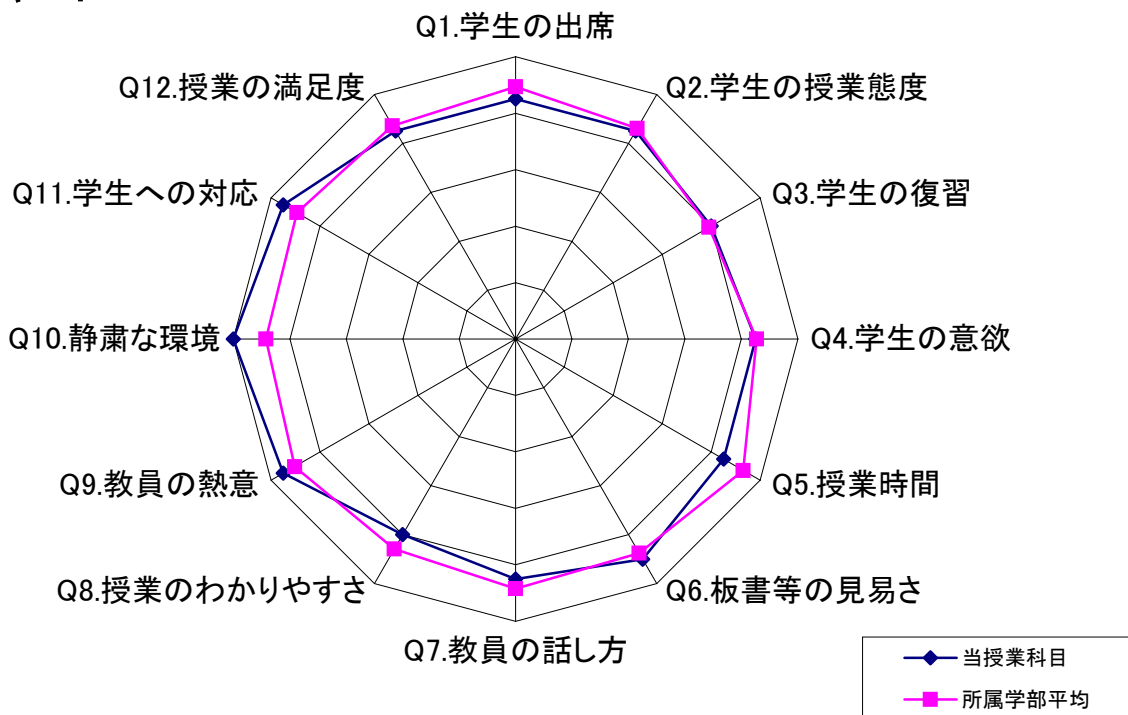 Q1.学生の出席
Q2.学生の授業態度
Q3.学生の復習
Q4.学生の意欲
Q5.授業時間
Q6.板書等の見易さ
Q7.教員の話し方
Q8.授業のわかりやすさ
Q9.教員の熱意
Q10.静粛な環境
Q11.学生への対応
Q12.授業の満足度
当授業科目
所属学部平均